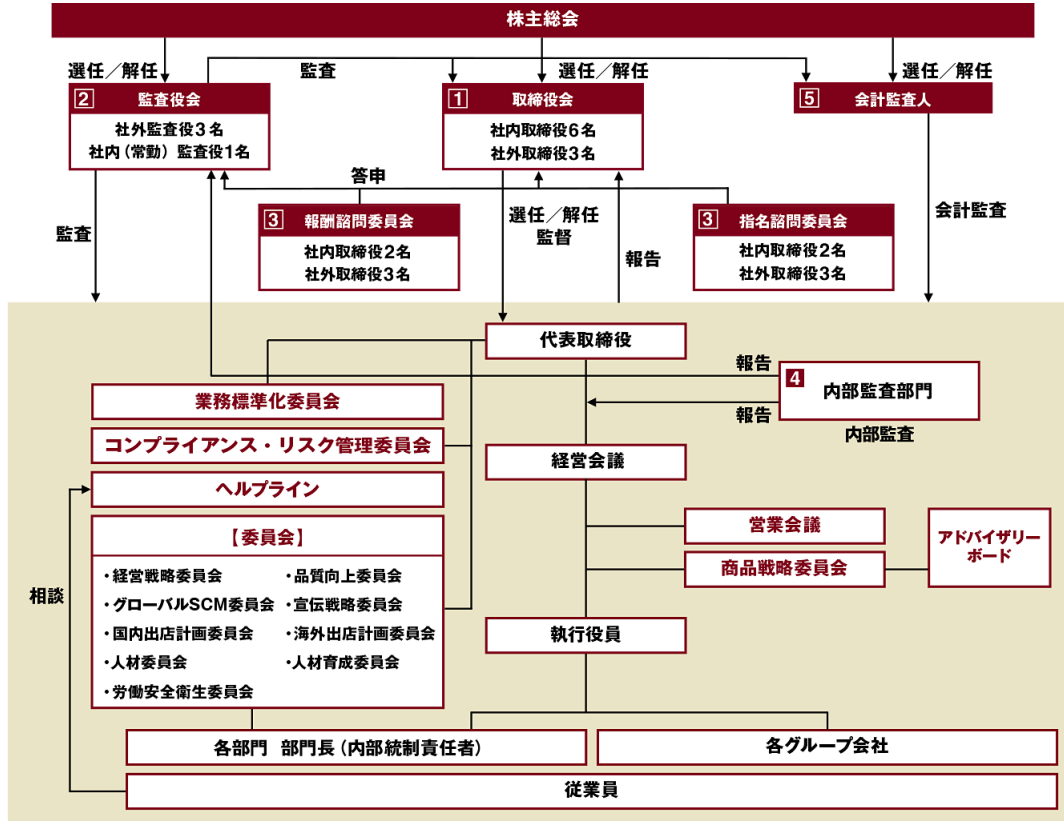 株主総会
選任／解任
監査
選任／解任
選任／解任
2 監査役会
社外監査役3名
社内（常勤）監査役1名
1 取締役会
社内取締役6名
社外取締役3名
5 会計監査人
答申
監査
3 報酬諮問委員会
社内取締役2名
社外取締役3名
選任／解任
監督
報告
3 指名諮問委員会
社内取締役2名
社外取締役3名
会計監査
代表取締役
報告
4 内部監査部門
報告
内部監査
業務標準化委員会
コンプライアンス・リスク管理委員会
経営会議
ヘルプライン
【委員会】
・経営戦略委員会
・品質向上委員会
・グローバルSCM委員会
・宣伝戦略委員会
・国内出店計画委員会
・海外出店計画委員会
・人材委員会
・人材育成委員会
・労働安全衛生委員会
相談
営業会議
商品戦略委員会
アドバイザリー
ボード
執行役員
各部門 部門長（内部統制責任者）
各グループ会社
従業員